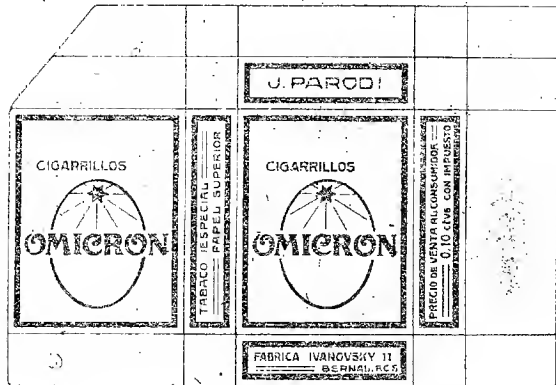 J. PARODI
CIGARRILLOS
OMICRON
TABACO ESPECIAL
PAPEL SUPERIOR
CIGARRILLOS
OMICRON
PRECIO DE VENTA AL CONSUMIDOR
0,10 ctvs CON IMPUESTO
FABRICA IVANOVSKY 11
BERNAL. F.C.S